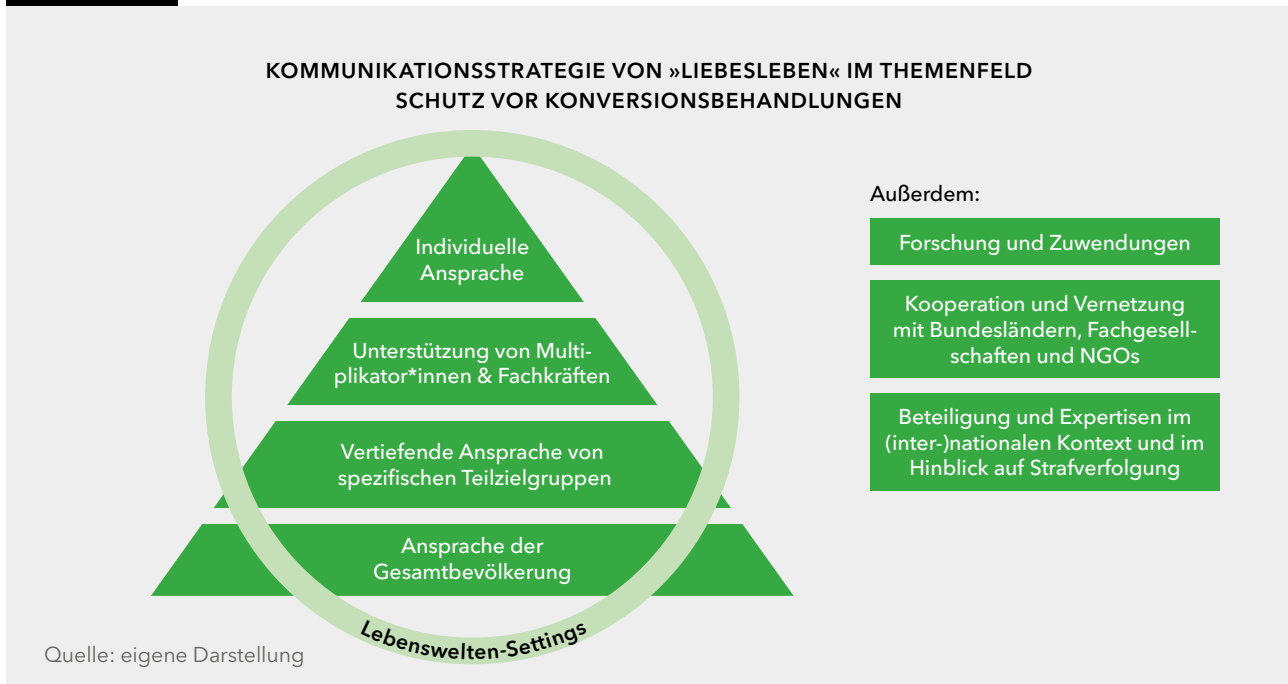 KOMMUNIKATIONSSTRATEGIE VON »LIEBESLEBEN« IM THEMENFELD
SCHUTZ VOR KONVERSIONSBEHANDLUNGEN
Individuelle
Ansprache
Unterstützung von Multi-
plikator*innen & Fachkräften
Vertiefende Ansprache von
spezifischen Teilzielgruppen
Ansprache der
Gesamtbevölkerung
Lebenswelten-Settings
Außerdem:
Forschung und Zuwendungen
Kooperation und Vernetzung
mit Bundesländern, Fachgesell-
schaften und NGOs
Beteiligung und Expertisen im
(inter-)nationalen Kontext und im
Hinblick auf Strafverfolgung
Quelle: eigene Darstellung